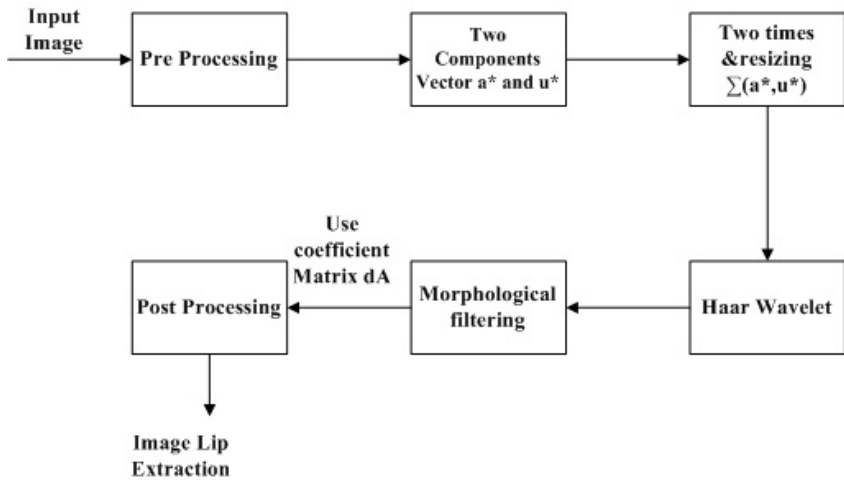 Input
Image
Pre Processing
Two
Components
Vector a* and u*
Two times
&resizing
∑(a*,u*)
Use
coefficient
Matrix dA
Post Processing
Morphological
filtering
Haar Wavelet
Image Lip
Extraction